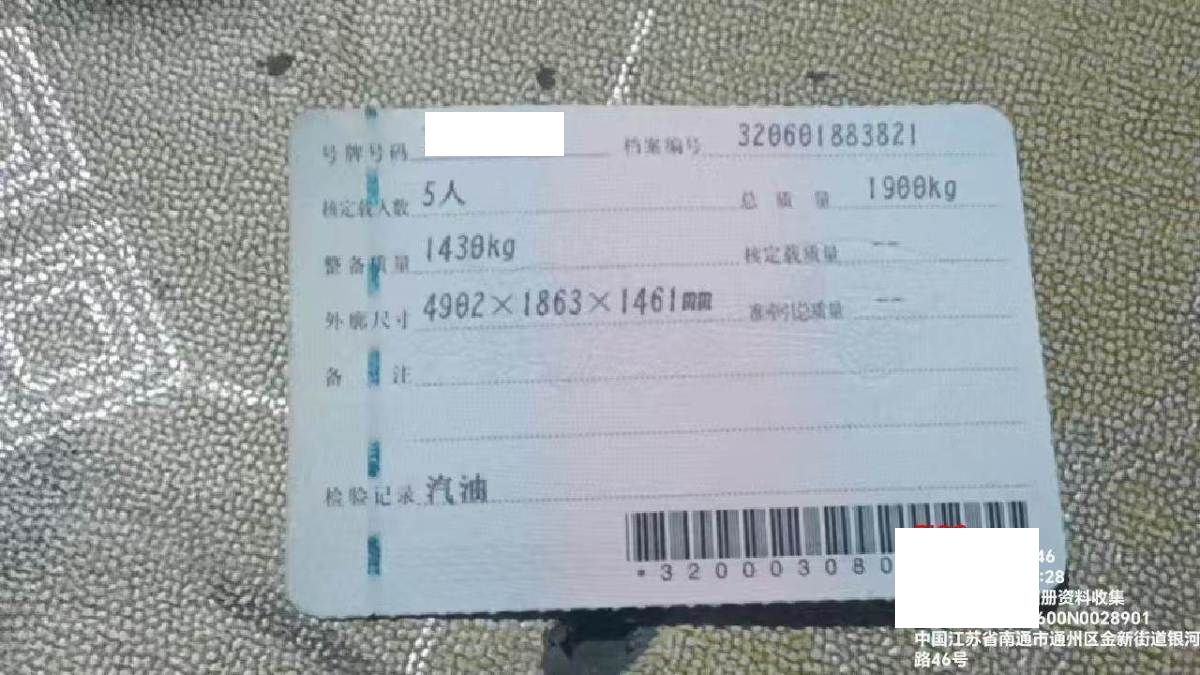 号牌号码 档案编号 320601883821
核定载人数 5人 总质量 1900kg
整备质量 1430kg 核定载质量 --
外廓尺寸 4902×1863×1461mm 准牵引总质量 --
备注
检验记录 汽油
*320003080
46
:28
册资料收集
600N0028901
中国江苏省南通市通州区金新街道银河
路46号